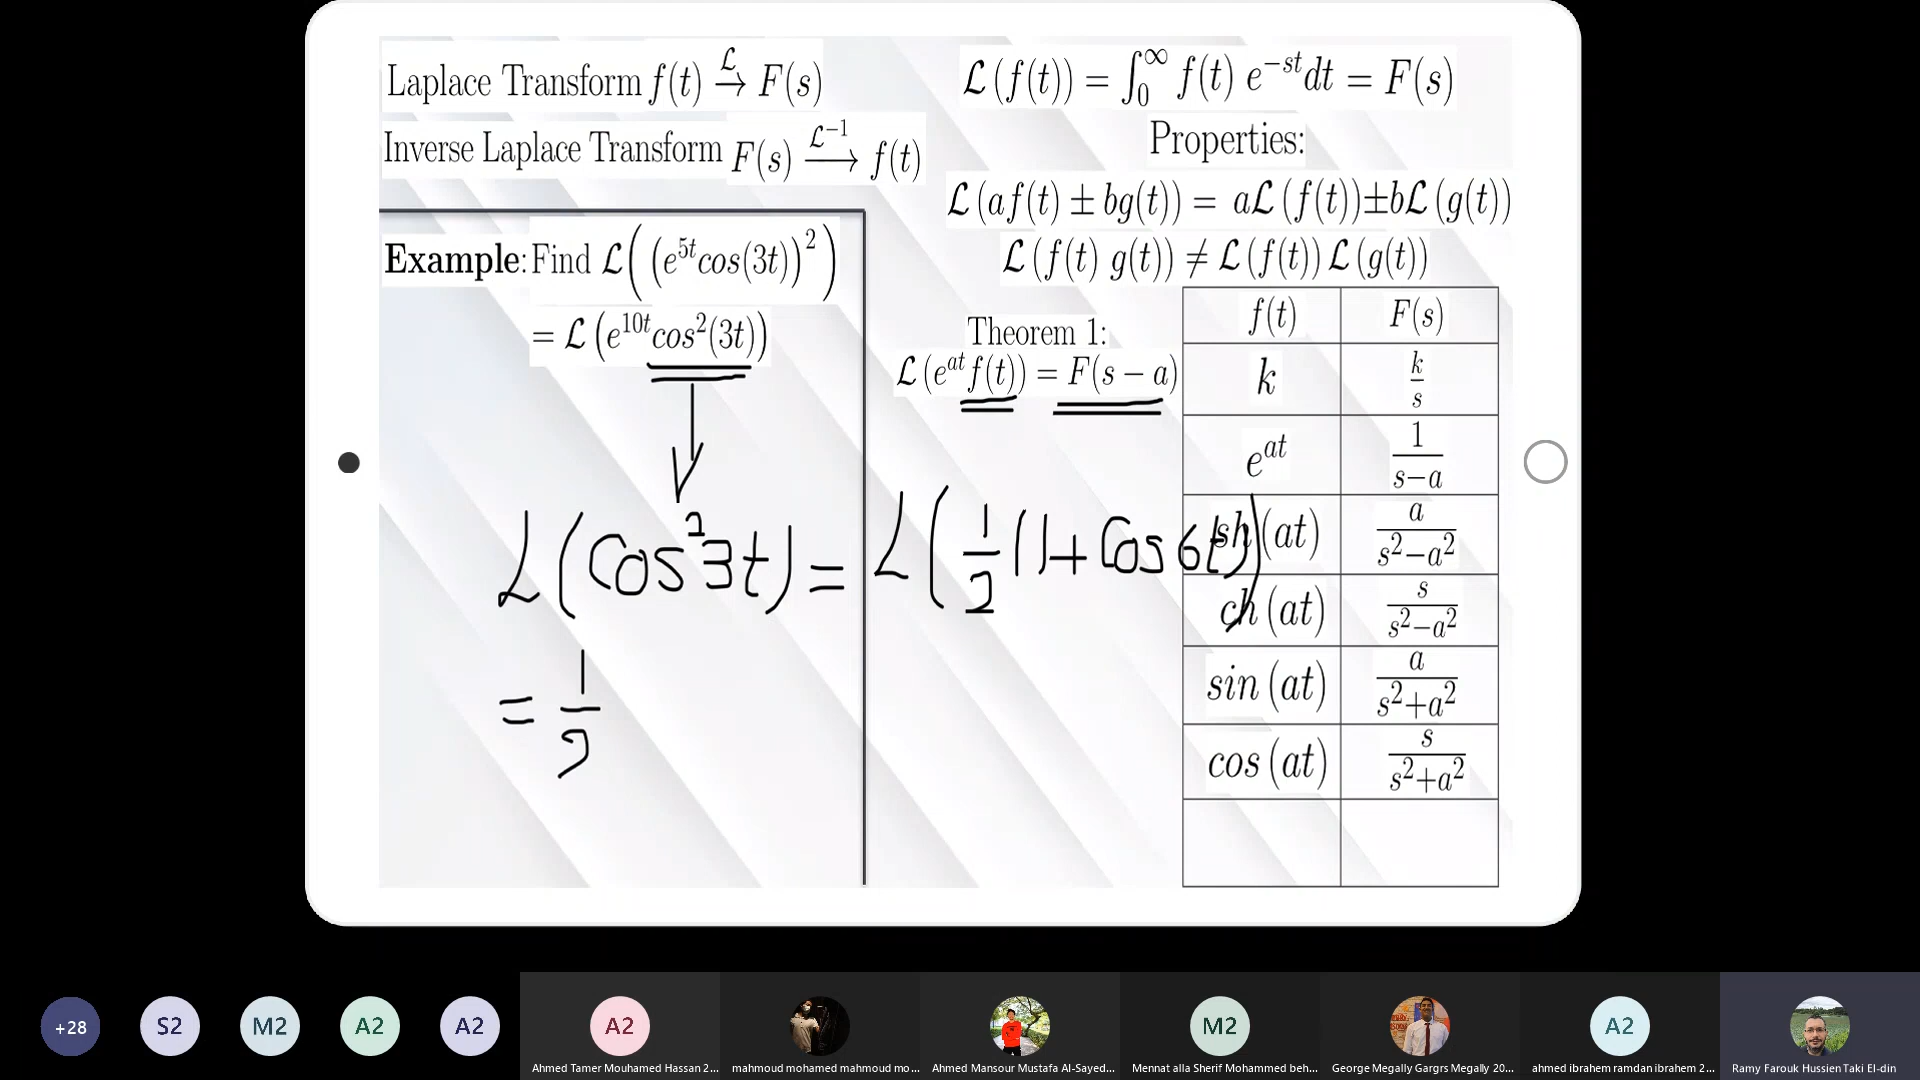 Laplace Transform f(t) →ℒ F(s)
Inverse Laplace Transform F(s) →ℒ⁻¹ f(t)
Example: Find ℒ((e^{5t}cos(3t))²)
= ℒ(e^{10t}cos²(3t))
ℒ(f(t)) = ∫₀^∞ f(t) e^{-st}dt = F(s)
Properties:
ℒ(af(t) ± bg(t)) = aℒ(f(t))±bℒ(g(t))
ℒ(f(t) g(t)) ≠ ℒ(f(t))ℒ(g(t))
Theorem 1:
ℒ(e^{at}f(t)) = F(s − a)
f(t) F(s)
k k/s
e^{at} 1/(s−a)
sh(at) a/(s²−a²)
ch(at) s/(s²−a²)
sin(at) a/(s²+a²)
cos(at) s/(s²+a²)
ℒ(Cos²3t) = ℒ(1/2(1+Cos6t))
= 1/2
+28
S2
M2
A2
A2
A2
M2
A2
Ahmed Tamer Mouhamed Hassan 2...
mahmoud mohamed mahmoud mo...
Ahmed Mansour Mustafa Al-Sayed...
Mennat alla Sherif Mohammed beh...
George Megally Gargrs Megally 20...
ahmed ibrahem ramdan ibrahem 2...
Ramy Farouk Hussien Taki El-din